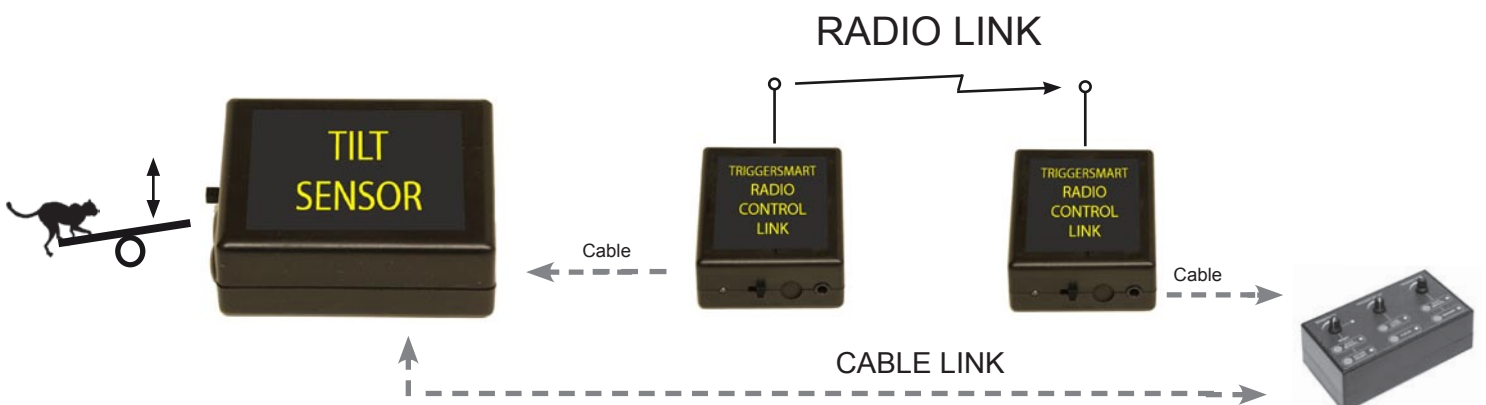 RADIO LINK
TILT
SENSOR
TRIGGERSMART
RADIO
CONTROL
LINK
TRIGGERSMART
RADIO
CONTROL
LINK
Cable
Cable
CABLE LINK